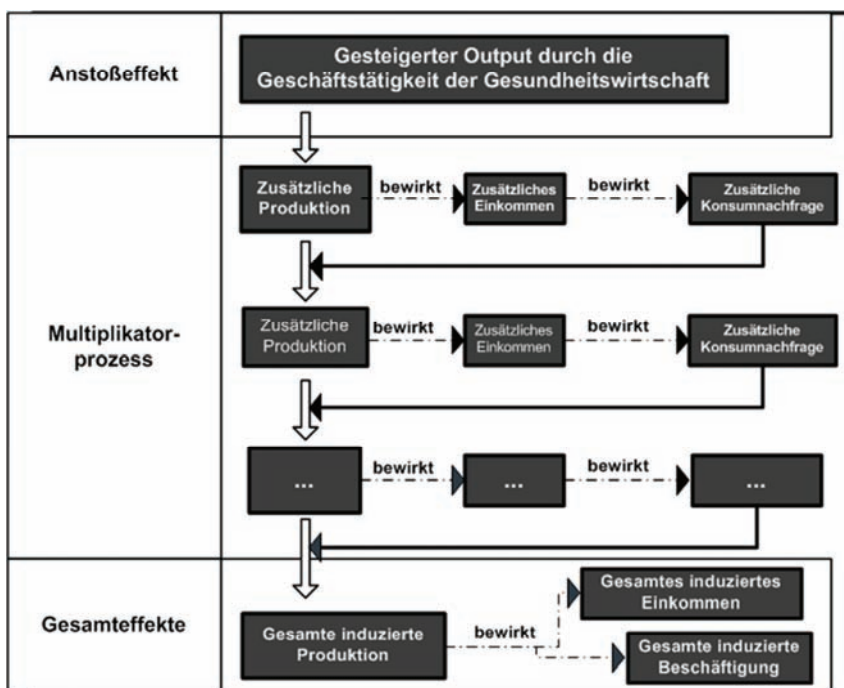 Anstoßeffekt
Gesteigerter Output durch die
Geschäftstätigkeit der Gesundheitswirtschaft
Multiplikator-
prozess
Zusätzliche
Produktion
bewirkt
Zusätzliches
Einkommen
bewirkt
Zusätzliche
Konsumnachfrage
Zusätzliche
Produktion
bewirkt
Zusätzliches
Einkommen
bewirkt
Zusätzliche
Konsumnachfrage
...
bewirkt
...
bewirkt
...
Gesamteffekte
Gesamte induzierte
Produktion
bewirkt
Gesamtes induziertes
Einkommen
Gesamte induzierte
Beschäftigung